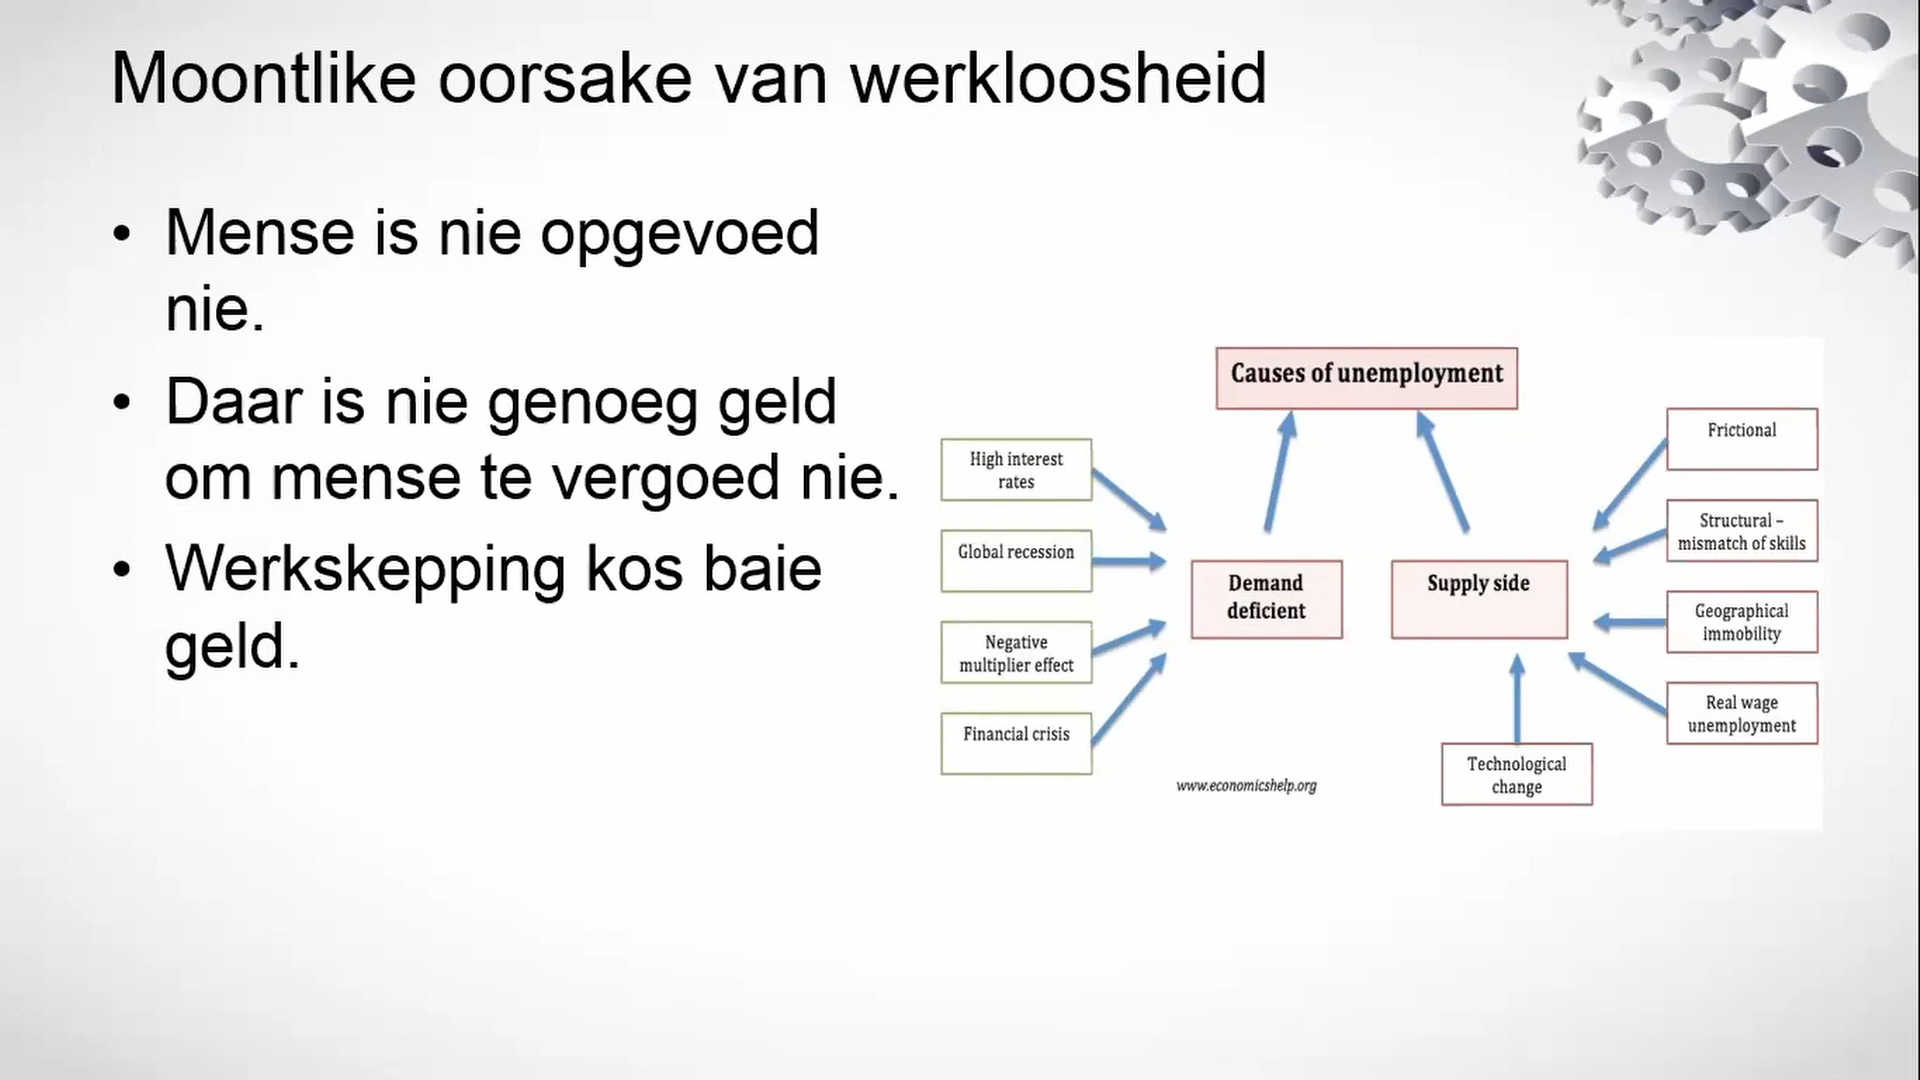 Moontlike oorsake van werkloosheid
• Mense is nie opgevoed
nie.
• Daar is nie genoeg geld
om mense te vergoed nie.
• Werkskepping kos baie
geld.
Causes of unemployment
High interest
rates
Global recession
Negative
multiplier effect
Financial crisis
Demand
deficient
Supply side
Frictional
Structural –
mismatch of skills
Geographical
immobility
Real wage
unemployment
Technological
change
www.economicshelp.org